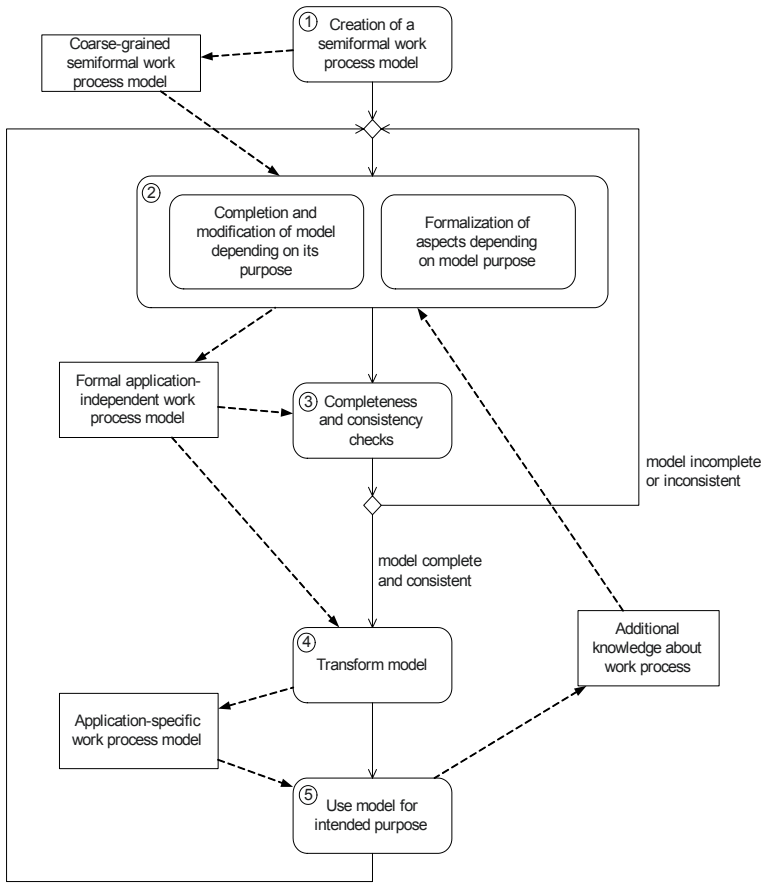 1
Creation of a
semiformal work
process model
Coarse-grained
semiformal work
process model
2
Completion and
modification of model
depending on its
purpose
Formalization of
aspects depending
on model purpose
Formal application-
independent work
process model
3
Completeness
and consistency
checks
model incomplete
or inconsistent
model complete
and consistent
4
Transform model
Additional
knowledge about
work process
Application-specific
work process model
5
Use model for
intended purpose